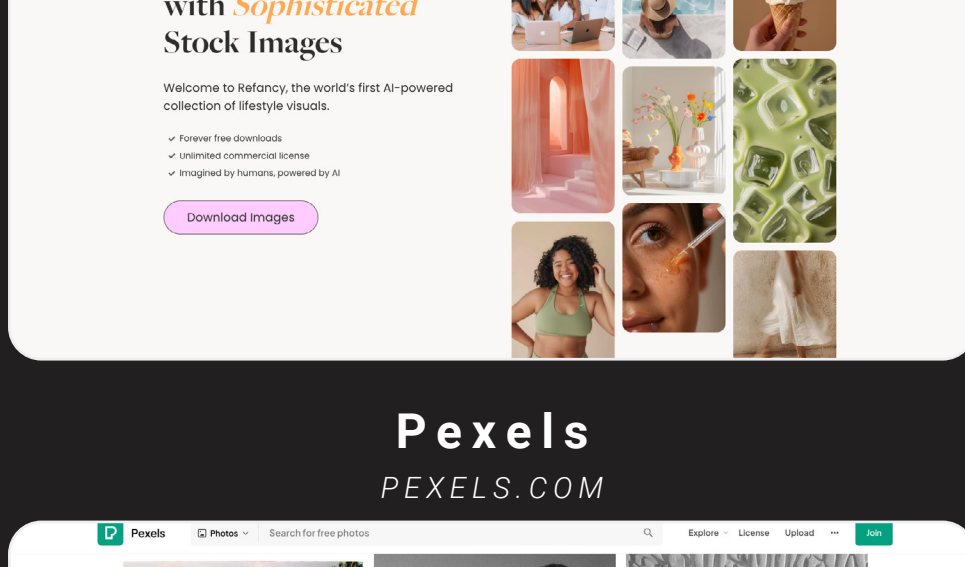 with Sophisticated
Stock Images
Welcome to Refancy, the world's first AI-powered
collection of lifestyle visuals.
Forever free downloads
Unlimited commercial license
Imagined by humans, powered by AI
Download Images
Pexels
PEXELS.COM
Pexels Photos Search for free photos Explore License Upload ... Join